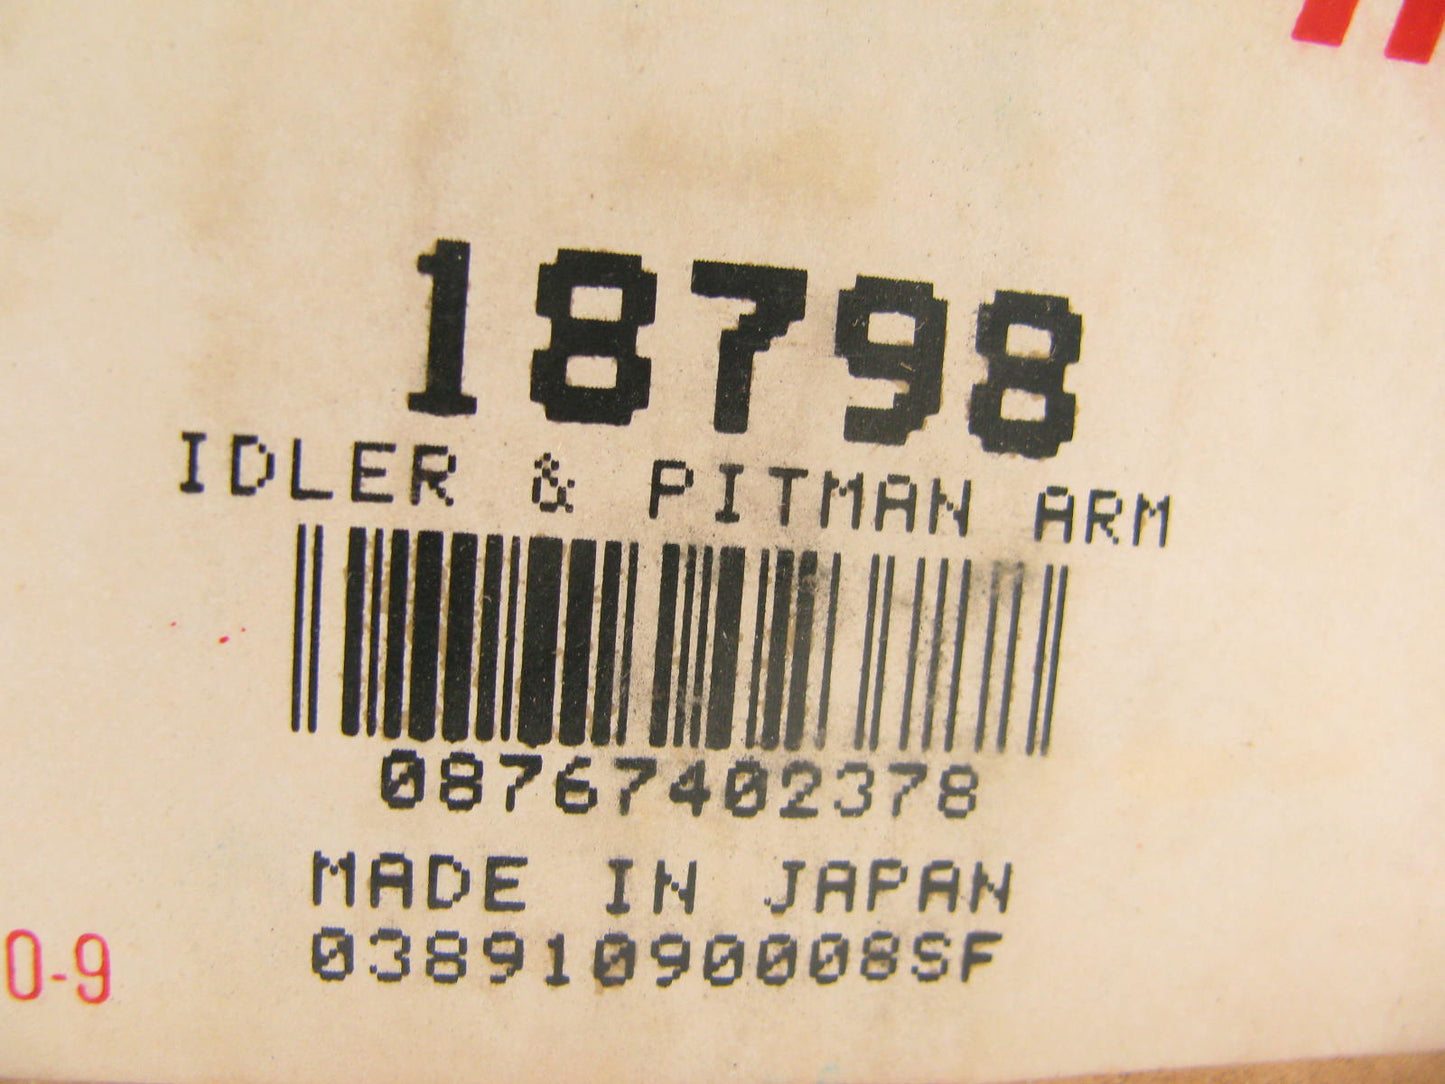 18798
IDLER & PITMAN ARM
08767402378
MADE IN JAPAN
03891090008SF
0-9